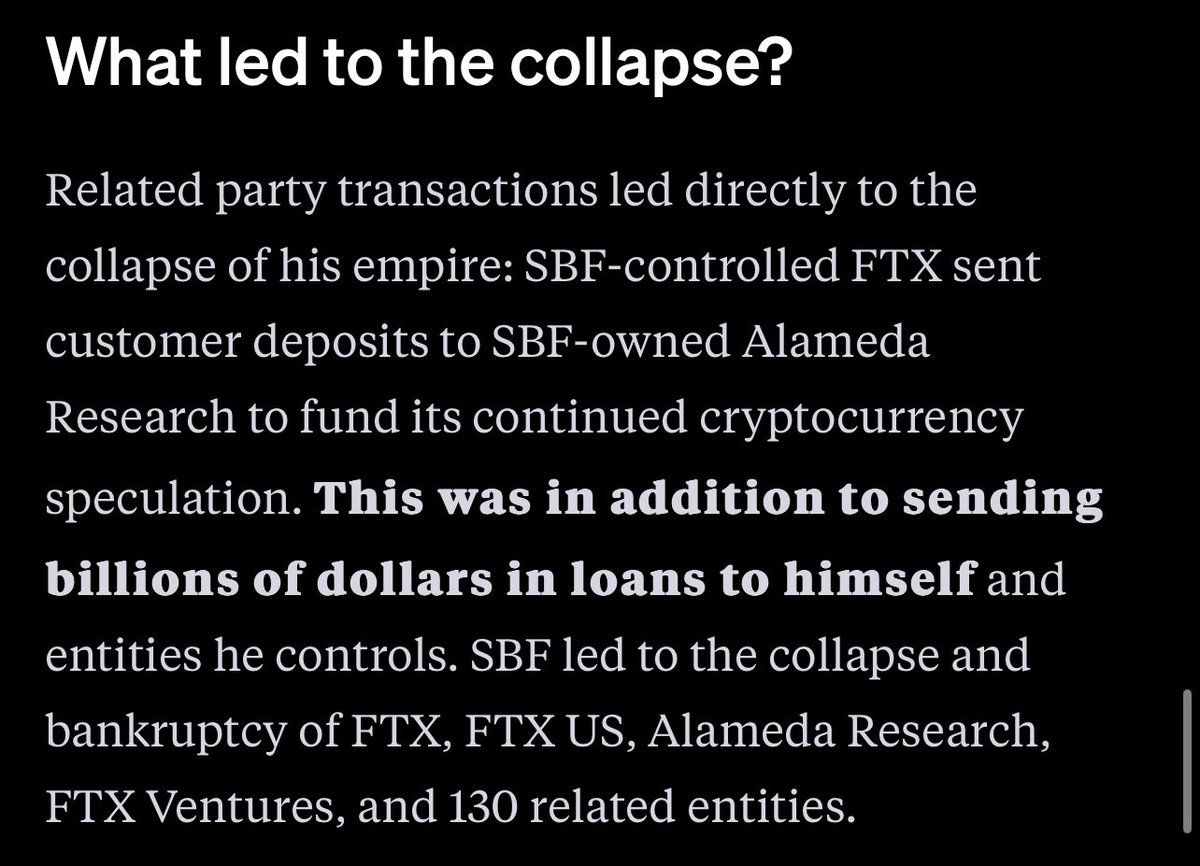 What led to the collapse?
Related party transactions led directly to the
collapse of his empire: SBF-controlled FTX sent
customer deposits to SBF-owned Alameda
Research to fund its continued cryptocurrency
speculation. This was in addition to sending
billions of dollars in loans to himself and
entities he controls. SBF led to the collapse and
bankruptcy of FTX, FTX US, Alameda Research,
FTX Ventures, and 130 related entities.